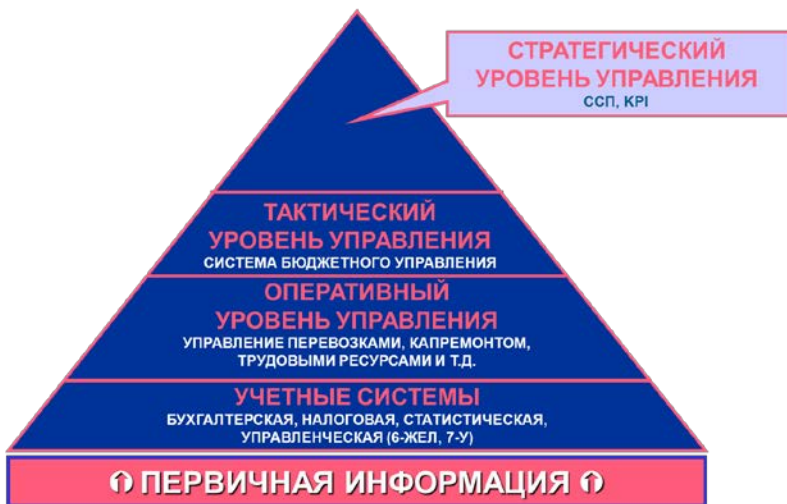 СТРАТЕГИЧЕСКИЙ
УРОВЕНЬ УПРАВЛЕНИЯ
ССП, KPI
ТАКТИЧЕСКИЙ
УРОВЕНЬ УПРАВЛЕНИЯ
СИСТЕМА БЮДЖЕТНОГО УПРАВЛЕНИЯ
ОПЕРАТИВНЫЙ
УРОВЕНЬ УПРАВЛЕНИЯ
УПРАВЛЕНИЕ ПЕРЕВОЗКАМИ, КАПРЕМОНТОМ,
ТРУДОВЫМИ РЕСУРСАМИ И Т.Д.
УЧЕТНЫЕ СИСТЕМЫ
БУХГАЛТЕРСКАЯ, НАЛОГОВАЯ, СТАТИСТИЧЕСКАЯ,
УПРАВЛЕНЧЕСКАЯ (6-ЖЕЛ, 7-У)
ПЕРВИЧНАЯ ИНФОРМАЦИЯ